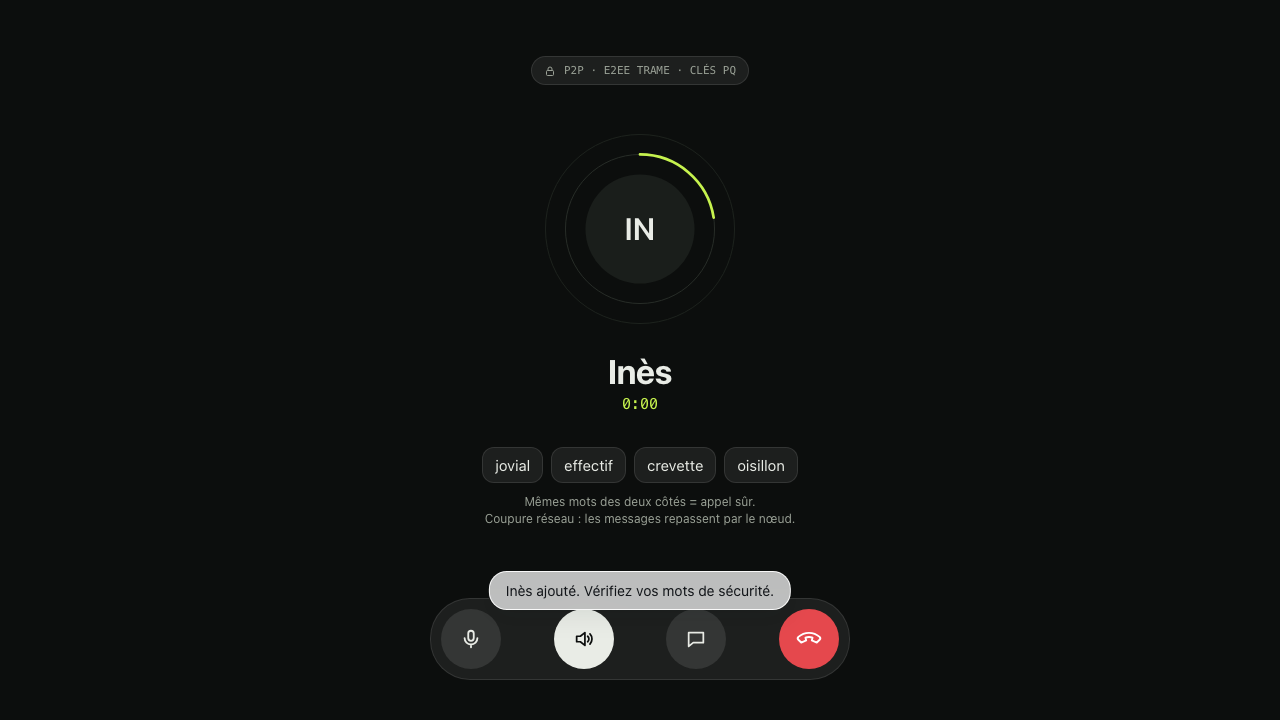 P2P · E2EE TRAME · CLÉS PQ
IN
Inès
0:00
jovial effectif crevette oisillon
Mêmes mots des deux côtés = appel sûr.
Coupure réseau : les messages repassent par le nœud.
Inès ajouté. Vérifiez vos mots de sécurité.